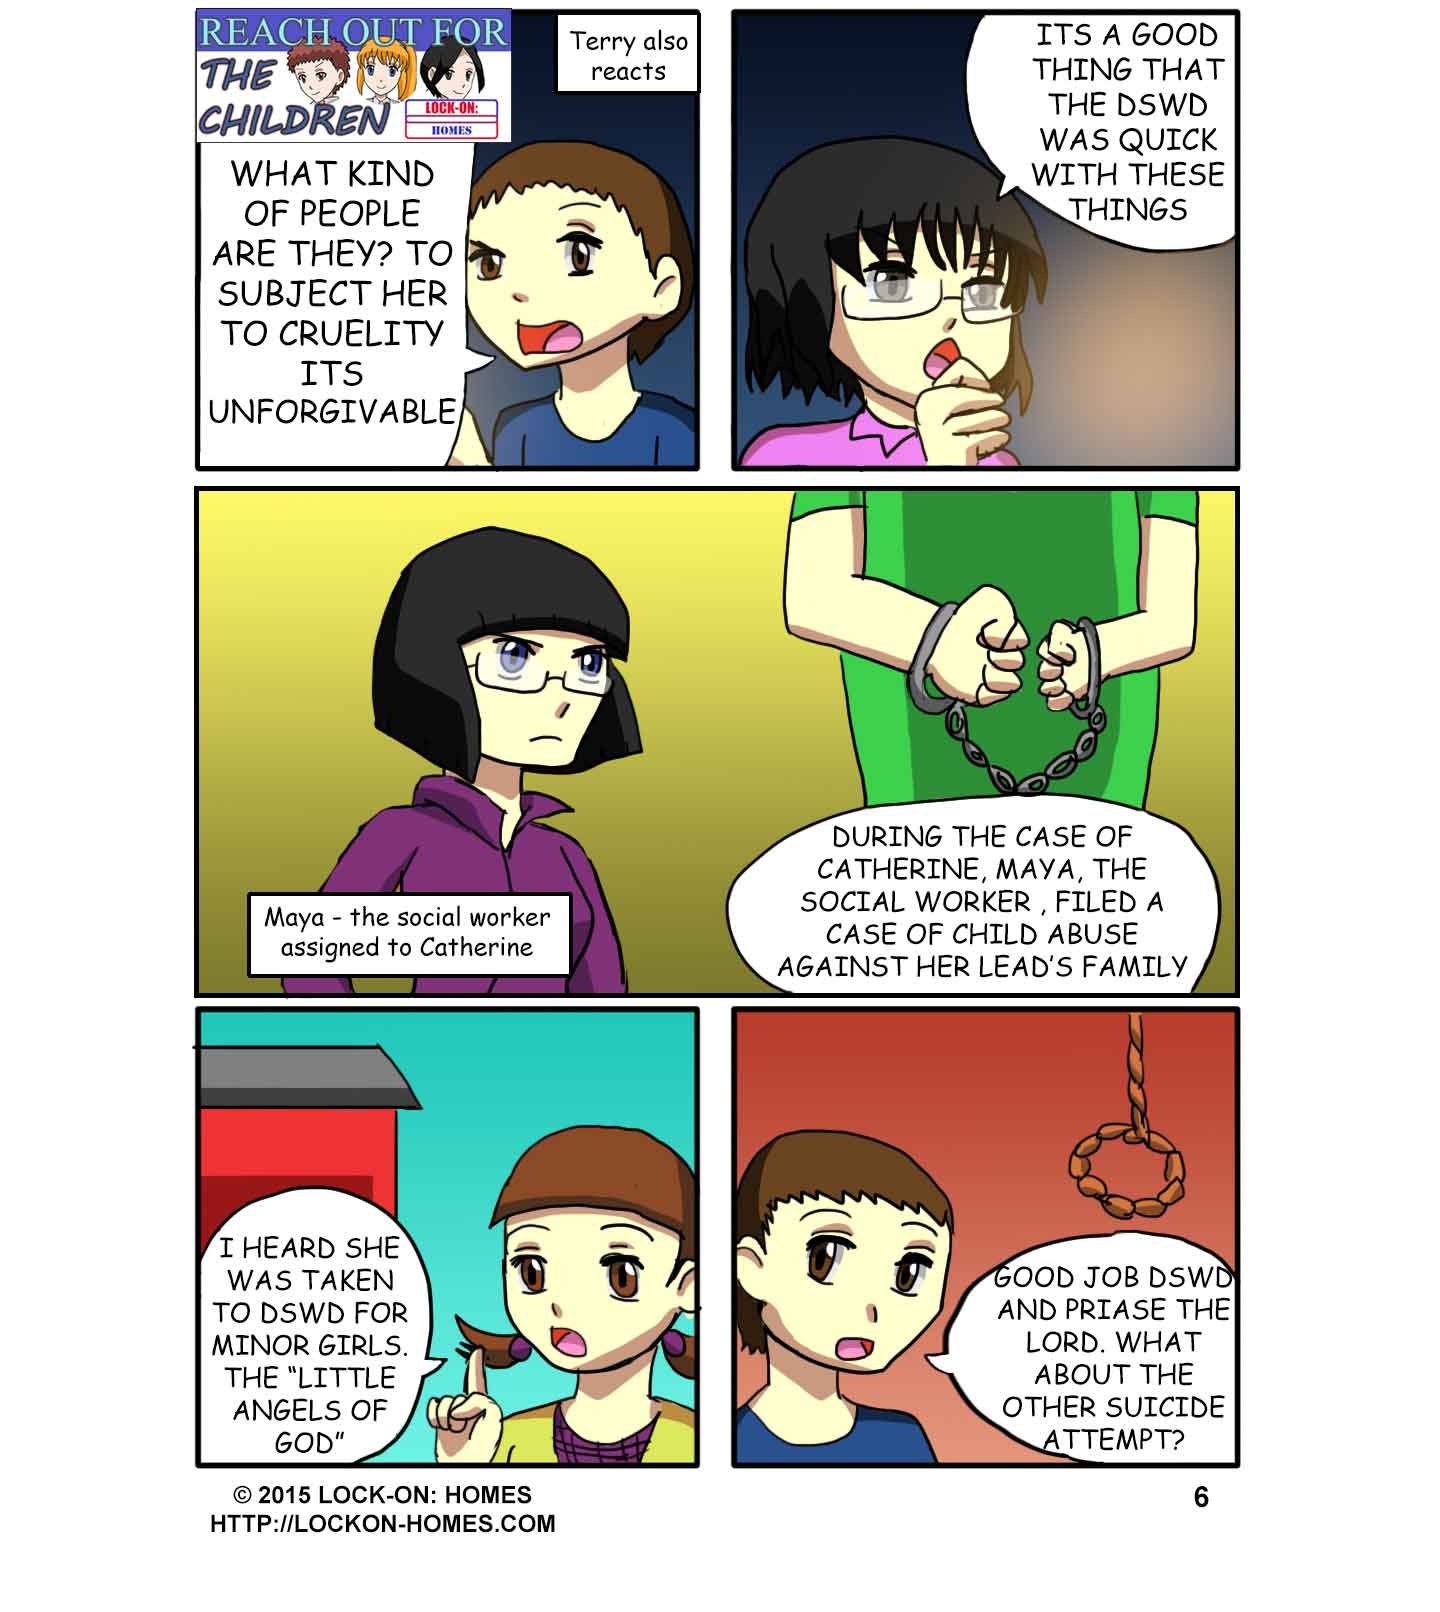 REACH OUT FOR
THE
CHILDREN
LOCK-ON:
HOMES
Terry also
reacts
WHAT KIND
OF PEOPLE
ARE THEY? TO
SUBJECT HER
TO CRUELITY
ITS
UNFORGIVABLE
ITS A GOOD
THING THAT
THE DSWD
WAS QUICK
WITH THESE
THINGS
Maya - the social worker
assigned to Catherine
DURING THE CASE OF
CATHERINE, MAYA, THE
SOCIAL WORKER , FILED A
CASE OF CHILD ABUSE
AGAINST HER LEAD'S FAMILY
I HEARD SHE
WAS TAKEN
TO DSWD FOR
MINOR GIRLS.
THE “LITTLE
ANGELS OF
GOD”
GOOD JOB DSWD
AND PRIASE THE
LORD. WHAT
ABOUT THE
OTHER SUICIDE
ATTEMPT?
© 2015 LOCK-ON: HOMES
HTTP://LOCKON-HOMES.COM
6